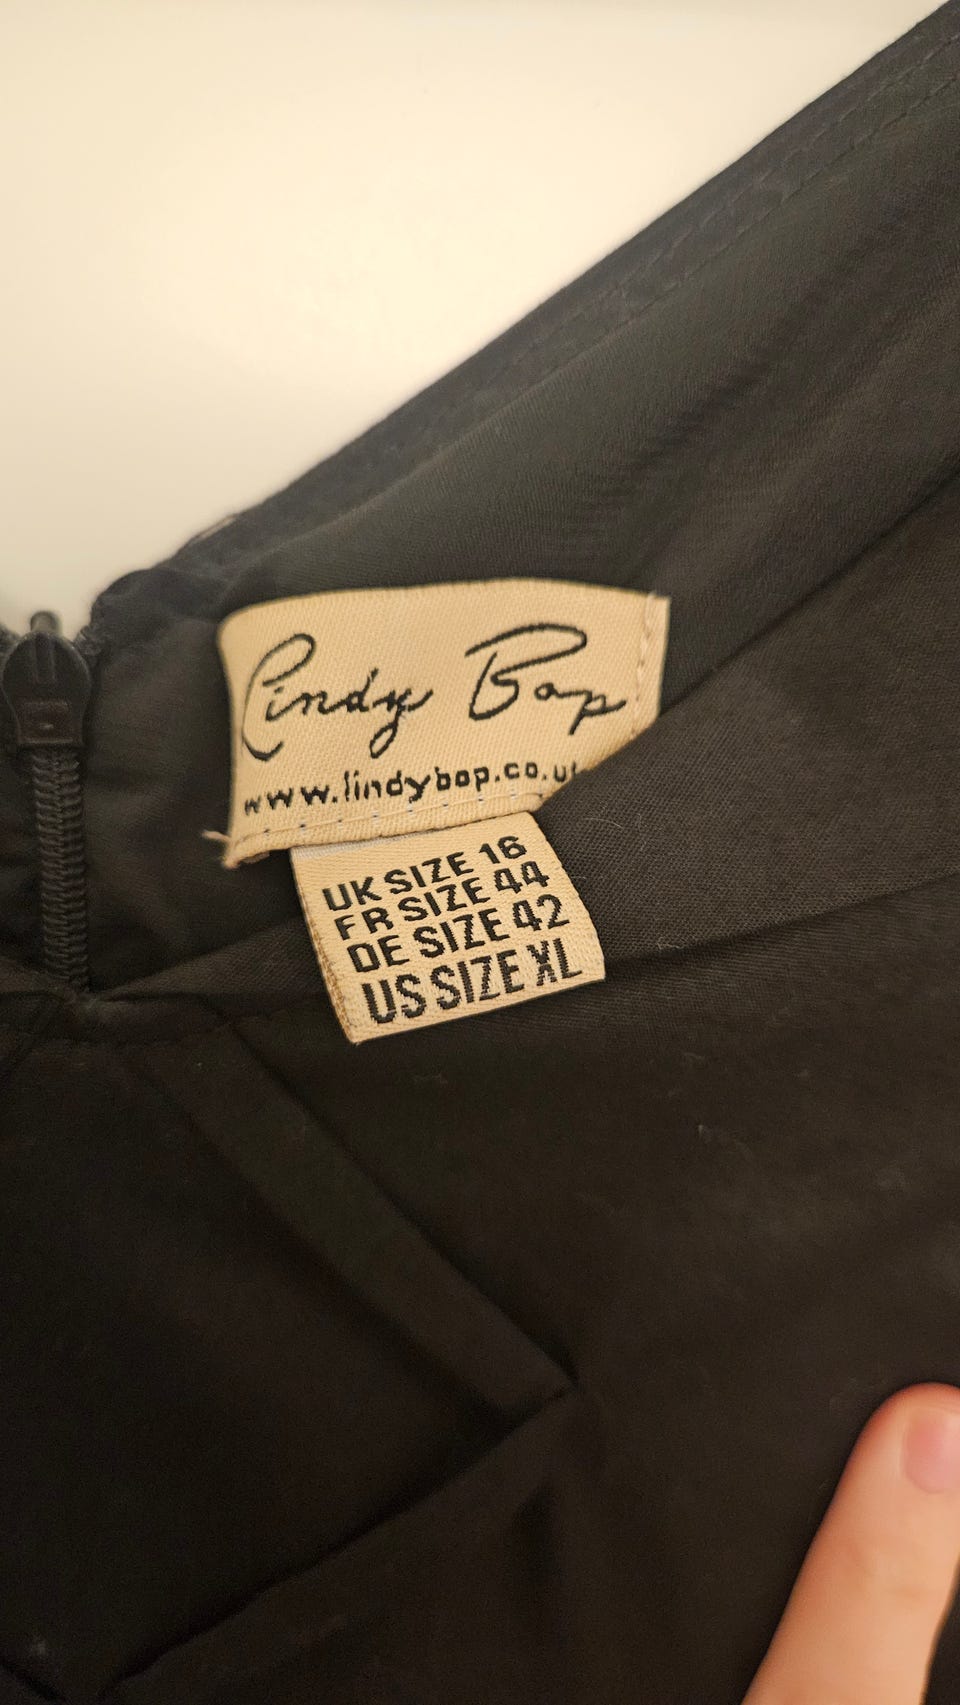 Lindy Bop
www.lindybop.co.uk
UK SIZE 16
FR SIZE 44
DE SIZE 42
US SIZE XL